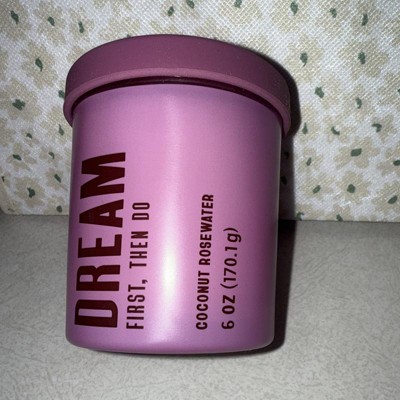 DREAM
FIRST, THEN DO
COCONUT ROSEWATER
6 OZ (170.1g)